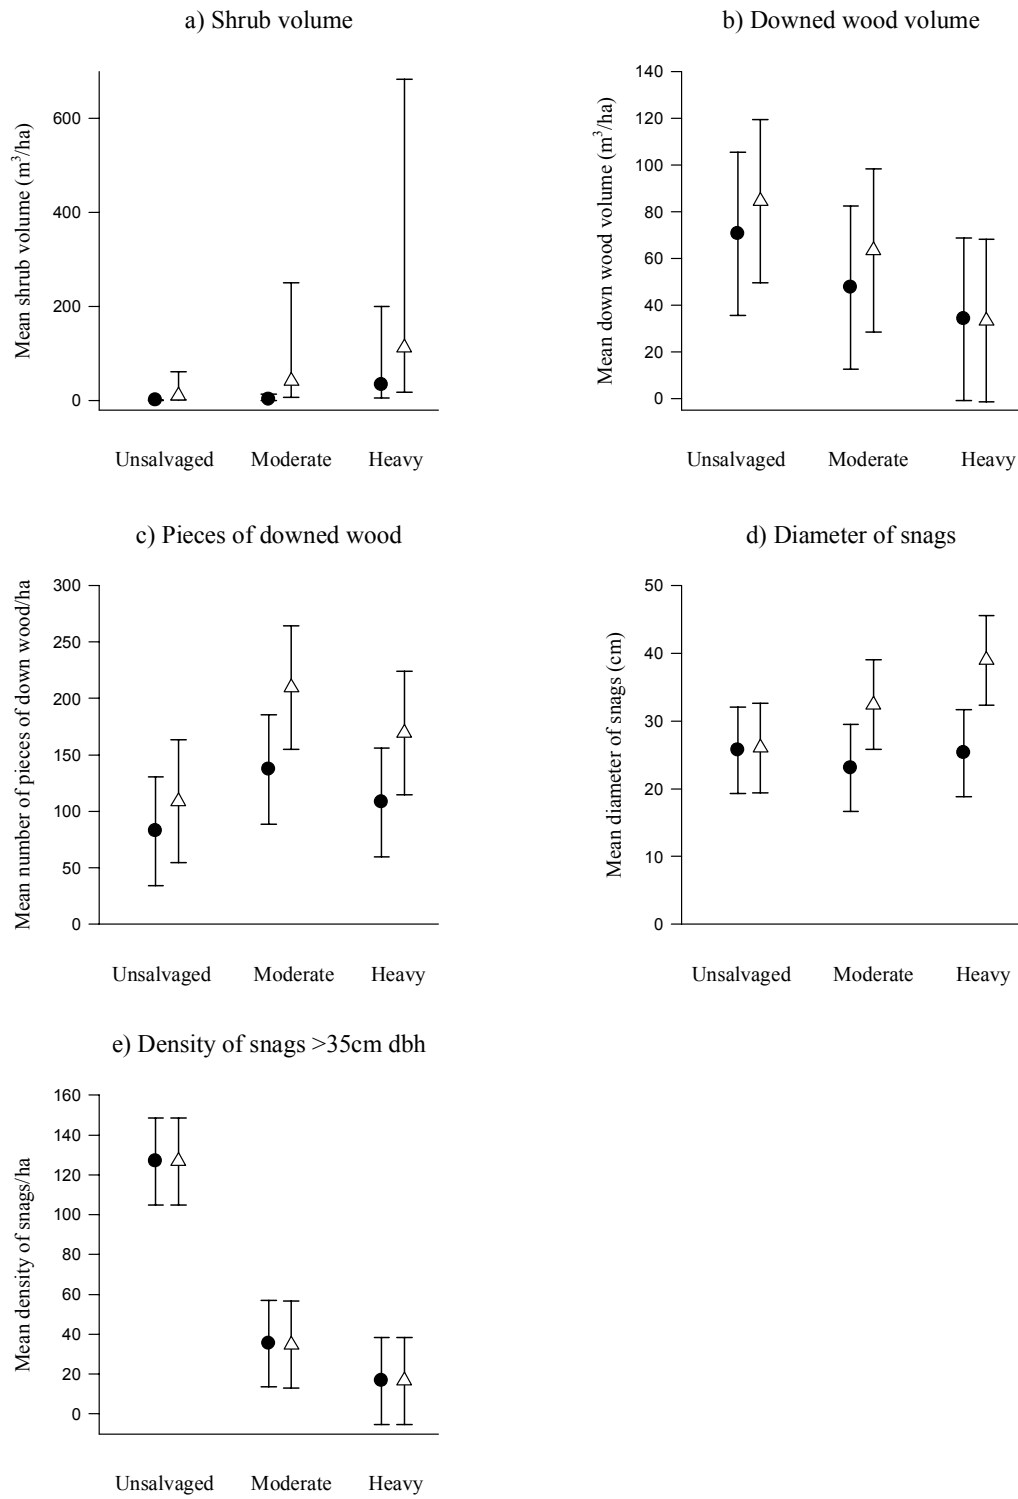 a) Shrub volume
Mean shrub volume (m³/ha)
600
400
200
0
Unsalvaged Moderate Heavy
b) Downed wood volume
Mean down wood volume (m³/ha)
140
120
100
80
60
40
20
0
Unsalvaged Moderate Heavy
c) Pieces of downed wood
Mean number of pieces of down wood/ha
300
250
200
150
100
50
0
Unsalvaged Moderate Heavy
d) Diameter of snags
Mean diameter of snags (cm)
50
40
30
20
10
0
Unsalvaged Moderate Heavy
e) Density of snags >35cm dbh
Mean density of snags/ha
160
140
120
100
80
60
40
20
0
Unsalvaged Moderate Heavy